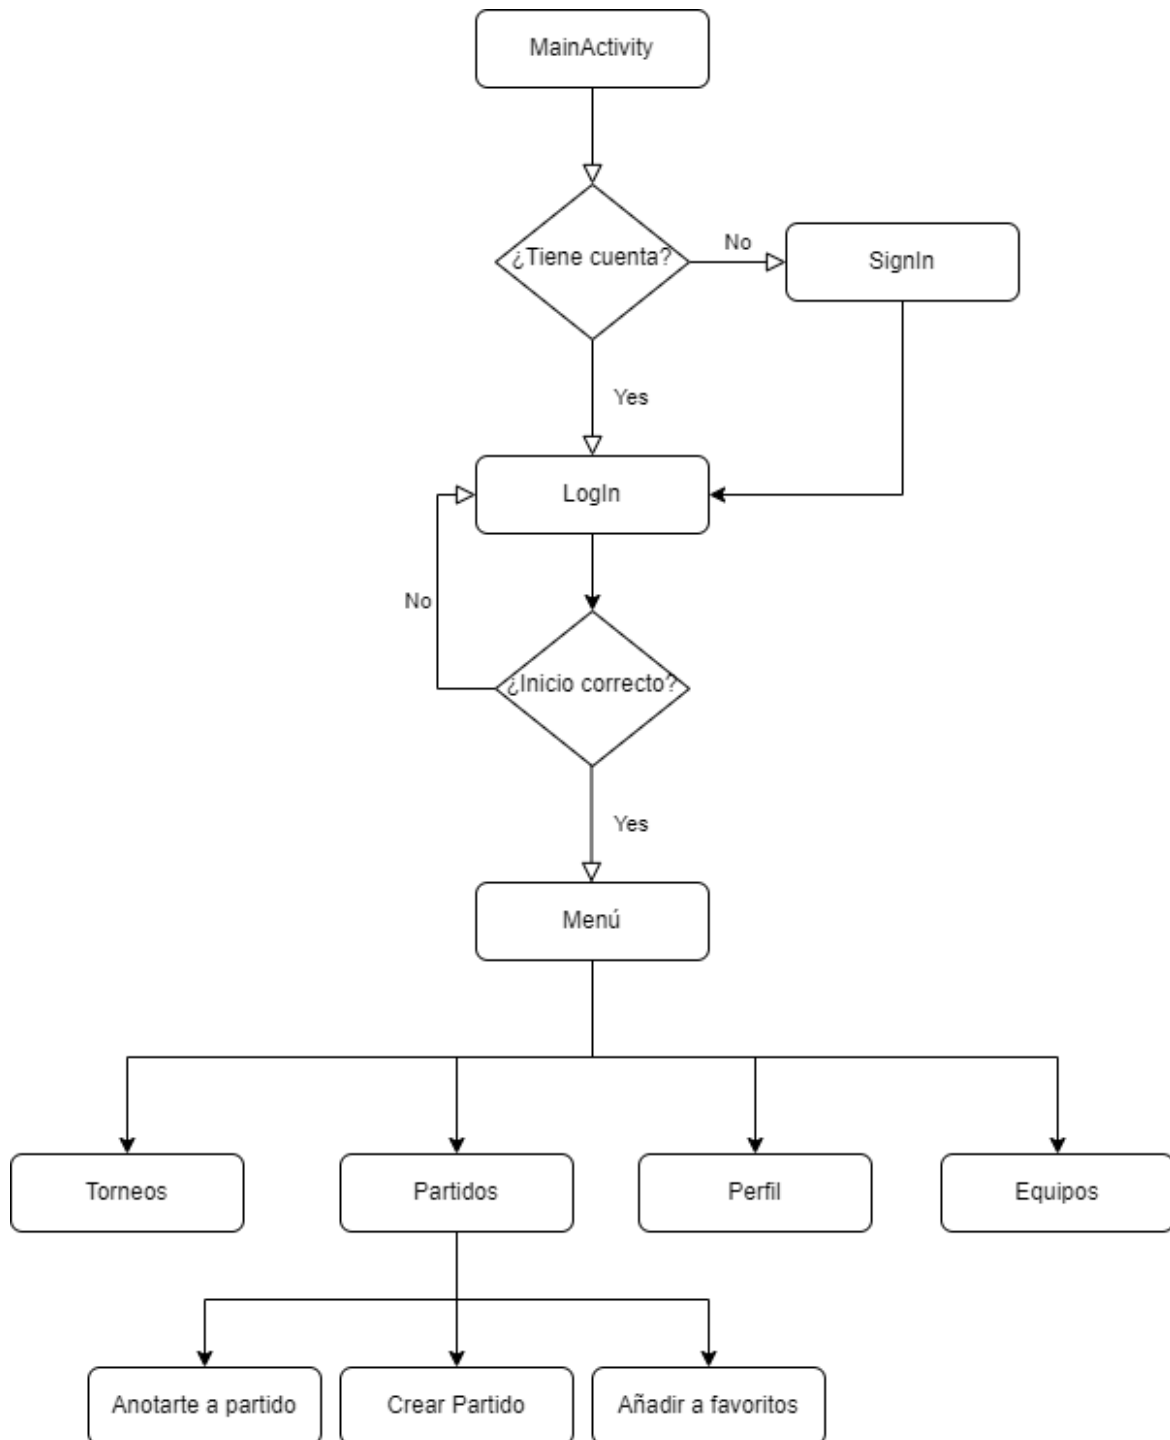 MainActivity
¿Tiene cuenta?
No
SignIn
Yes
LogIn
No
¿Inicio correcto?
Yes
Menú
Torneos
Partidos
Perfil
Equipos
Anotarte a partido
Crear Partido
Añadir a favoritos